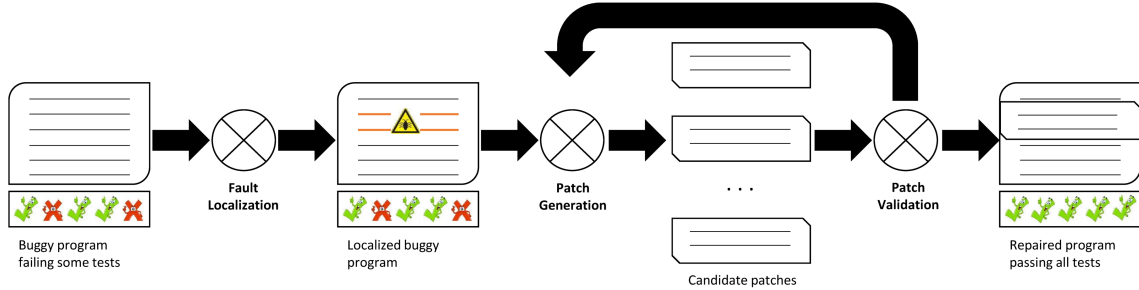 Fault
Localization
Patch
Generation
. . .
Patch
Validation
Buggy program
failing some tests
Localized buggy
program
Candidate patches
Repaired program
passing all tests